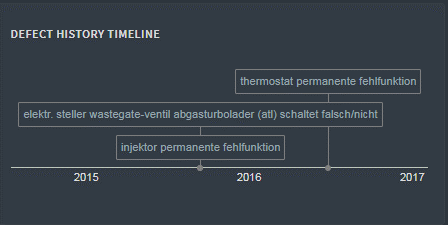 DEFECT HISTORY TIMELINE
thermostat permanente fehlfunktion
elektr. steller wastegate-ventil abgasturbolader (atl) schaltet falsch/nicht
injektor permanente fehlfunktion
2015 2016 2017